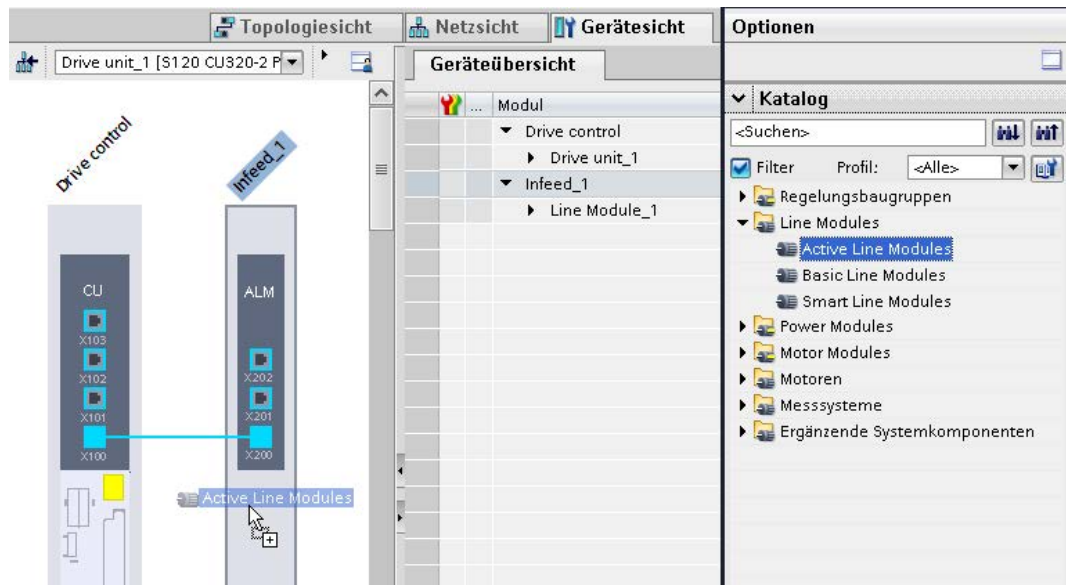 Topologiesicht
Netzsicht
Gerätesicht
Optionen
Drive unit_1 [S120 CU320-2 P
Geräteübersicht
... Modul
Drive control
Drive unit_1
Infeed_1
Line Module_1
Katalog
<Suchen>
Filter Profil: <Alle>
Regelungsbaugruppen
Line Modules
Active Line Modules
Basic Line Modules
Smart Line Modules
Power Modules
Motor Modules
Motoren
Messsysteme
Ergänzende Systemkomponenten
Drive control
Infeed_1
CU
X103
X102
X101
X100
ALM
X202
X201
X200
Active Line Modules